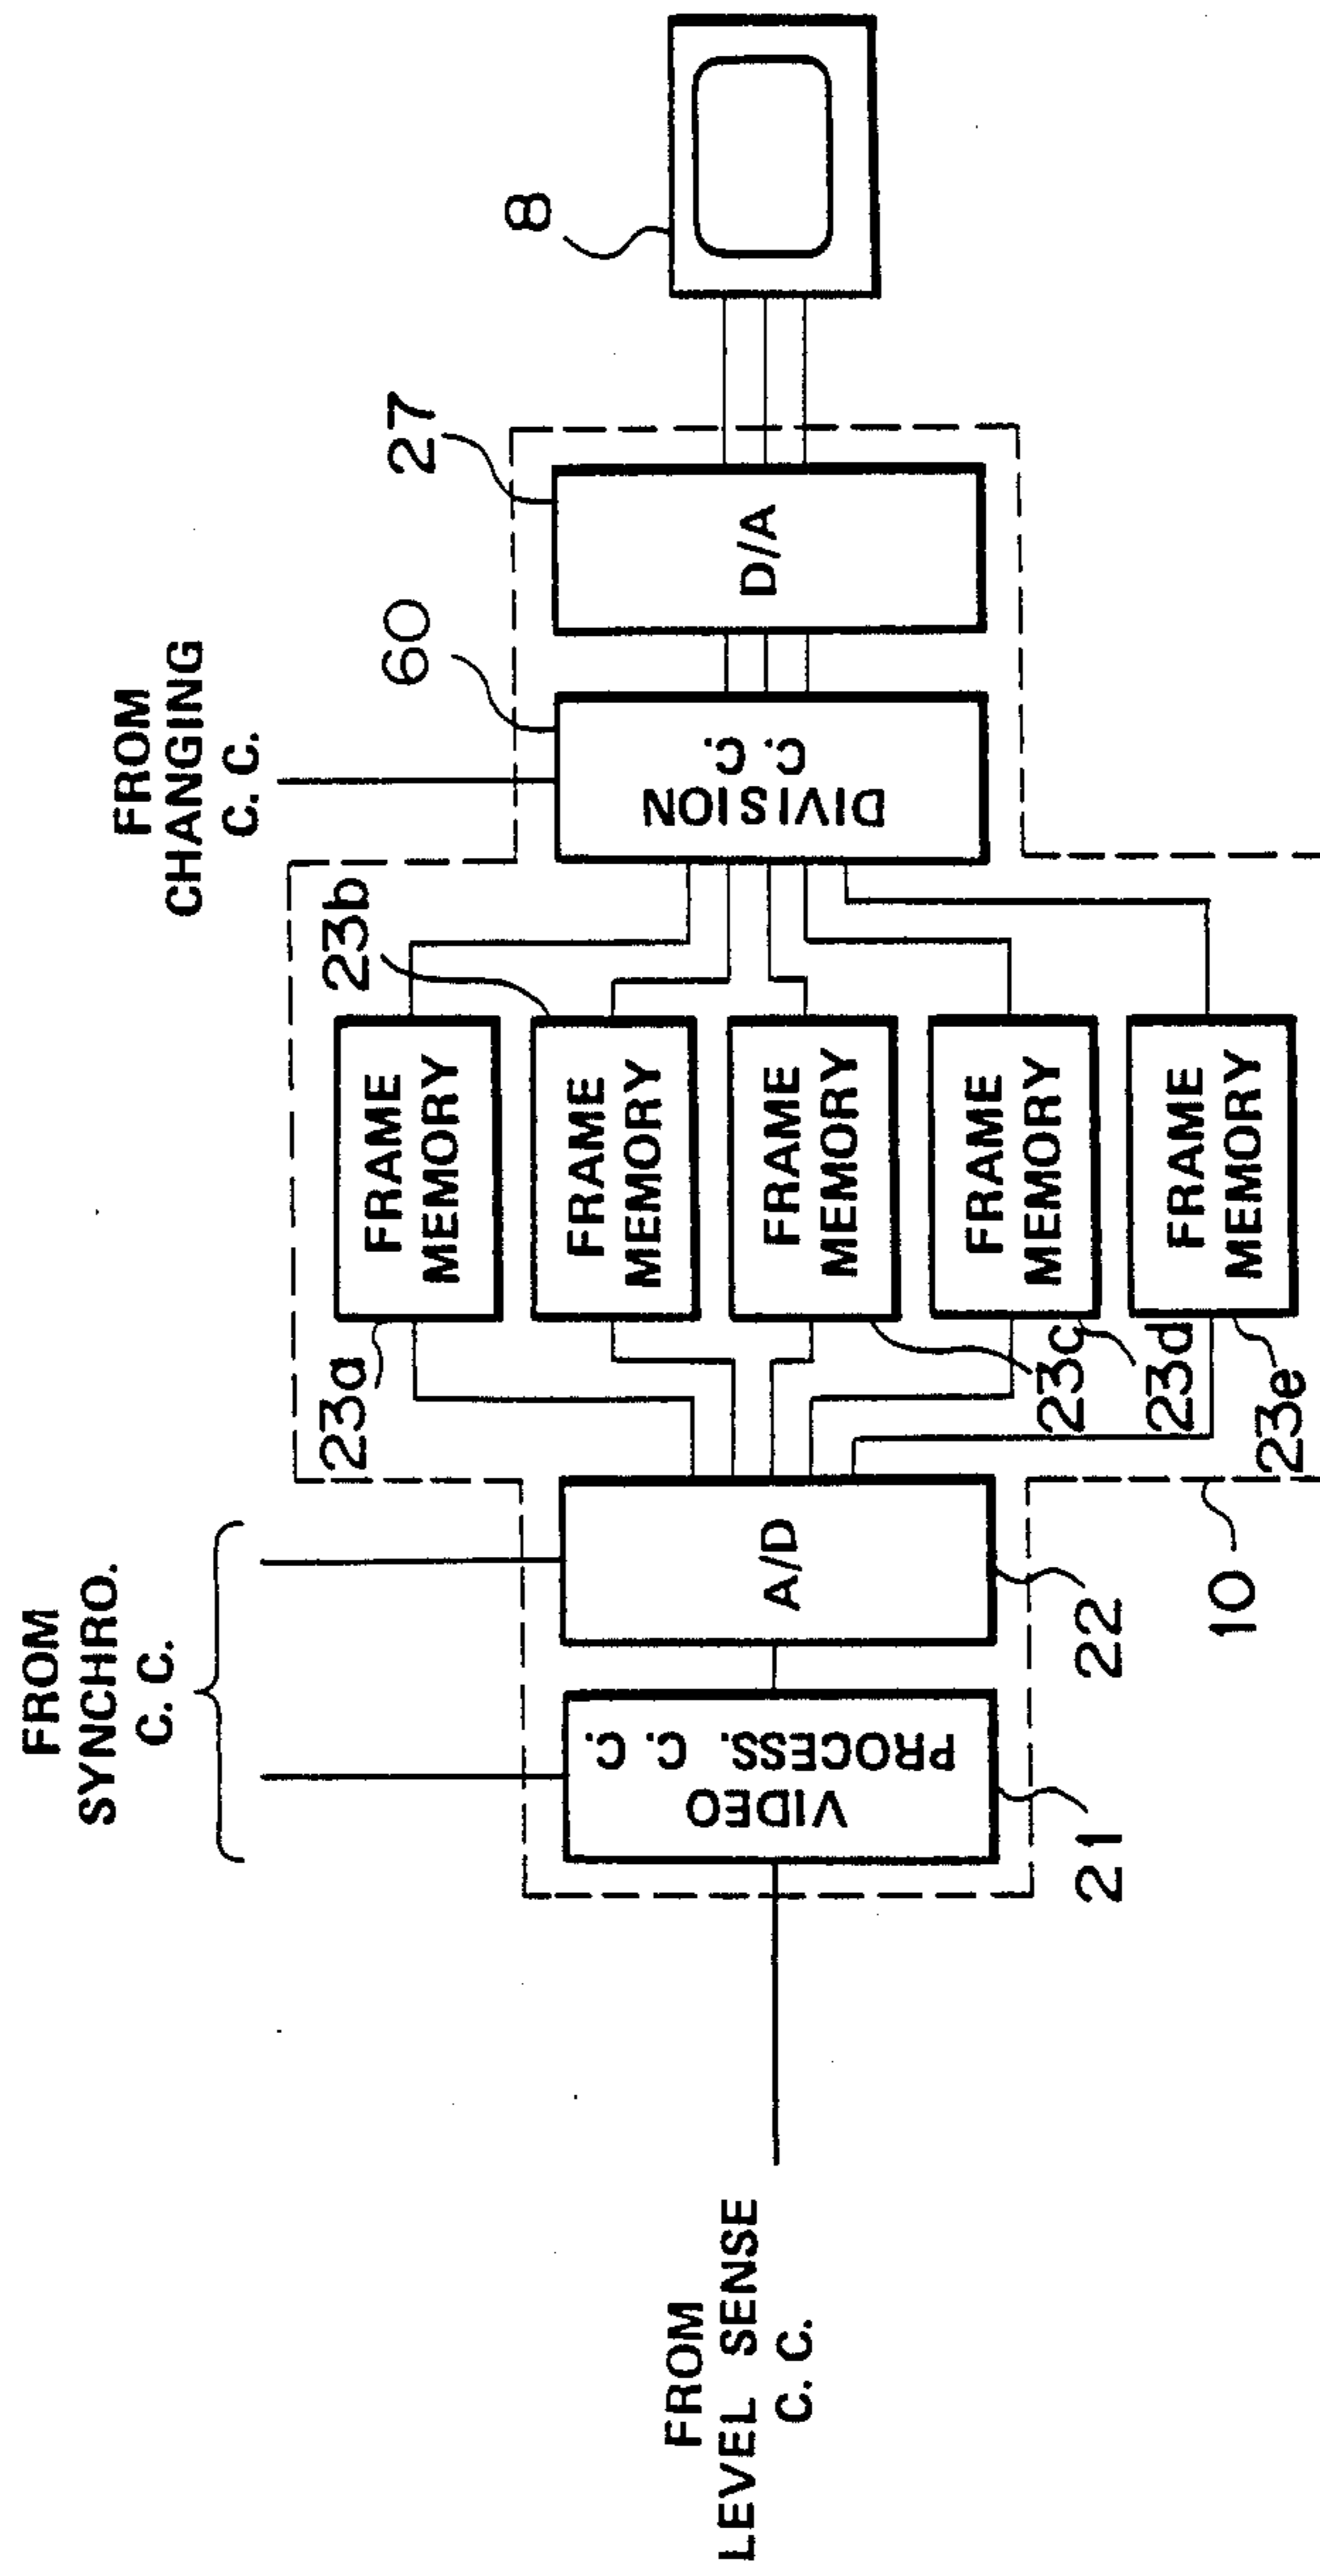 FROM
LEVEL SENSE
C. C.
FROM
SYNCHRO.
C. C.
VIDEO
PROCESS. C. C.
21
A/D
22
10
23a
FRAME
MEMORY
23b
FRAME
MEMORY
FRAME
MEMORY
23c
FRAME
MEMORY
23d
FRAME
MEMORY
23e
FROM
CHANGING
C. C.
DIVISION
C. C.
60
D/A
27
8